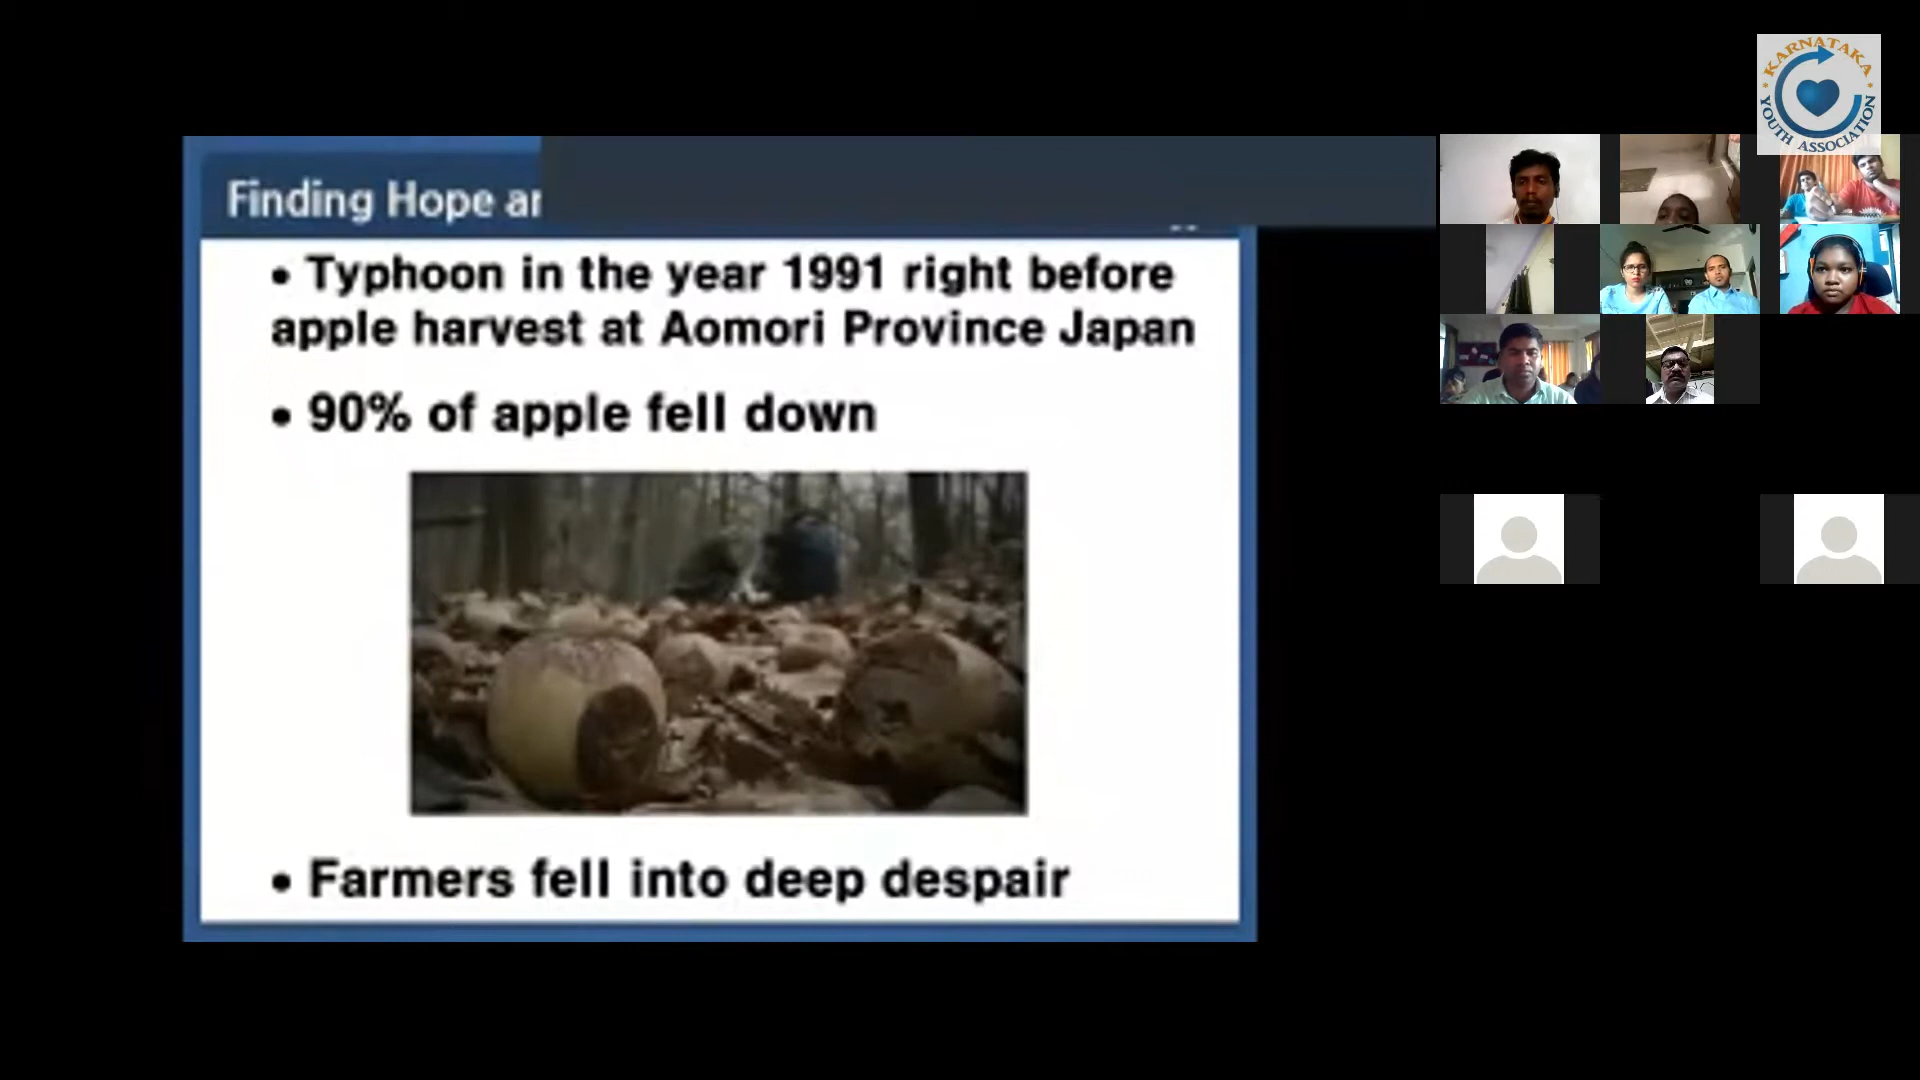 KARNATAKA
YOUTH ASSOCIATION
Finding Hope
• Typhoon in the year 1991 right before
apple harvest at Aomori Province Japan
• 90% of apple fell down
• Farmers fell into deep despair